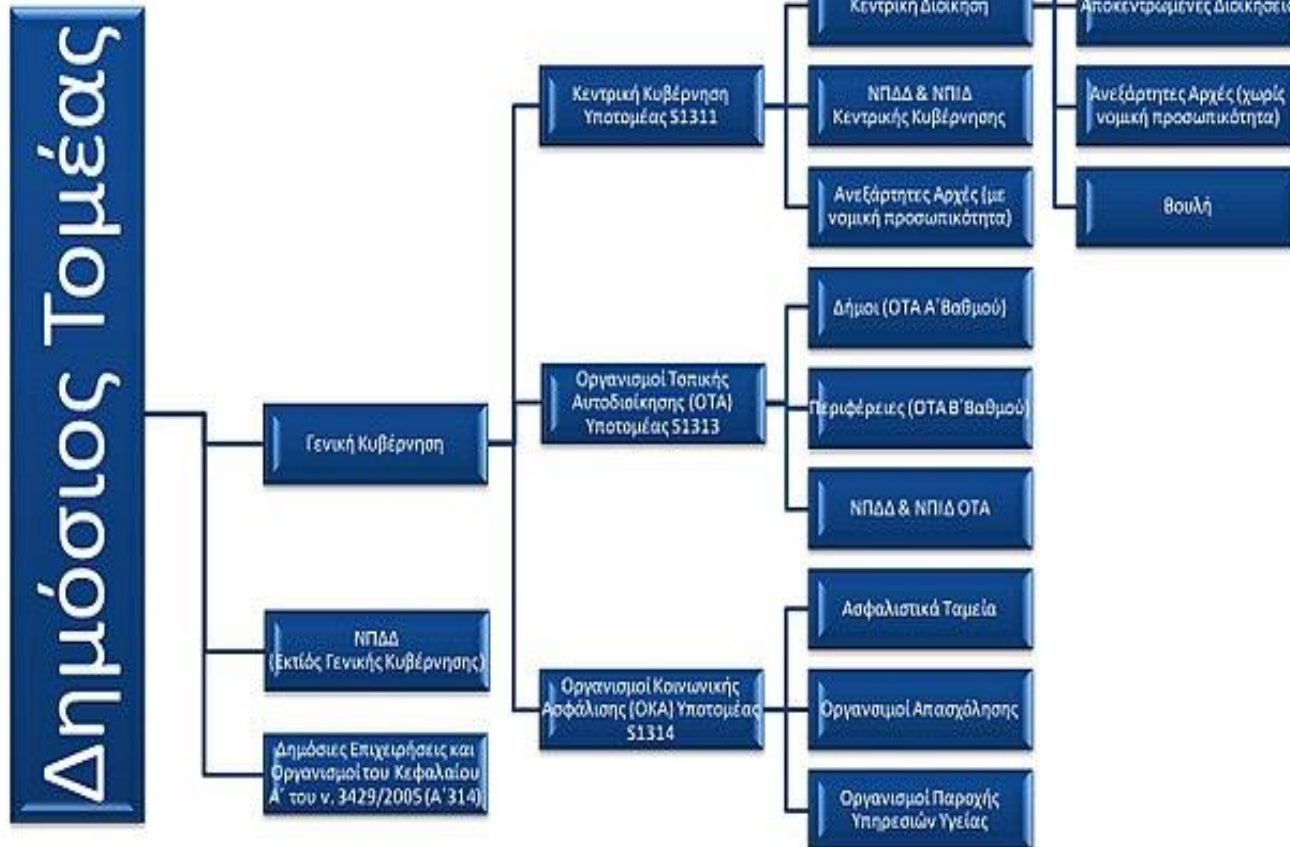 Δημόσιος Τομέας
Γενική Κυβέρνηση
ΝΠΔΔ
(Εκτίός Γενικής Κυβέρνησης)
Δημόσιες Επιχειρήσεις και
Οργανισμοί του Κεφαλαίου
Α΄ του ν. 3429/2005 (Α΄314)
Κεντρική Κυβέρνηση
Υποτομέας S1311
Οργανισμοί Τοπικής
Αυτοδιοίκησης (ΟΤΑ)
Υποτομέας S1313
Οργανισμοί Κοινωνικής
Ασφάλισης (ΟΚΑ) Υποτομέας
S1314
Κεντρική Διοίκηση
ΝΠΔΔ & ΝΠΙΔ
Κεντρικής Κυβέρνησης
Ανεξάρτητες Αρχές (με
νομική προσωπικότητα)
Δήμοι (ΟΤΑ Α΄Βαθμού)
Περιφέρειες (ΟΤΑ Β΄Βαθμού)
ΝΠΔΔ & ΝΠΙΔ ΟΤΑ
Ασφαλιστικά Ταμεία
Οργανσιμοί Απασχόλησης
Οργανισμοί Παροχής
Υπηρεσιών Υγείας
Αποκεντρωμένες Διοικήσεις
Ανεξάρτητες Αρχές (χωρίς
νομική προσωπικότητα)
Βουλή